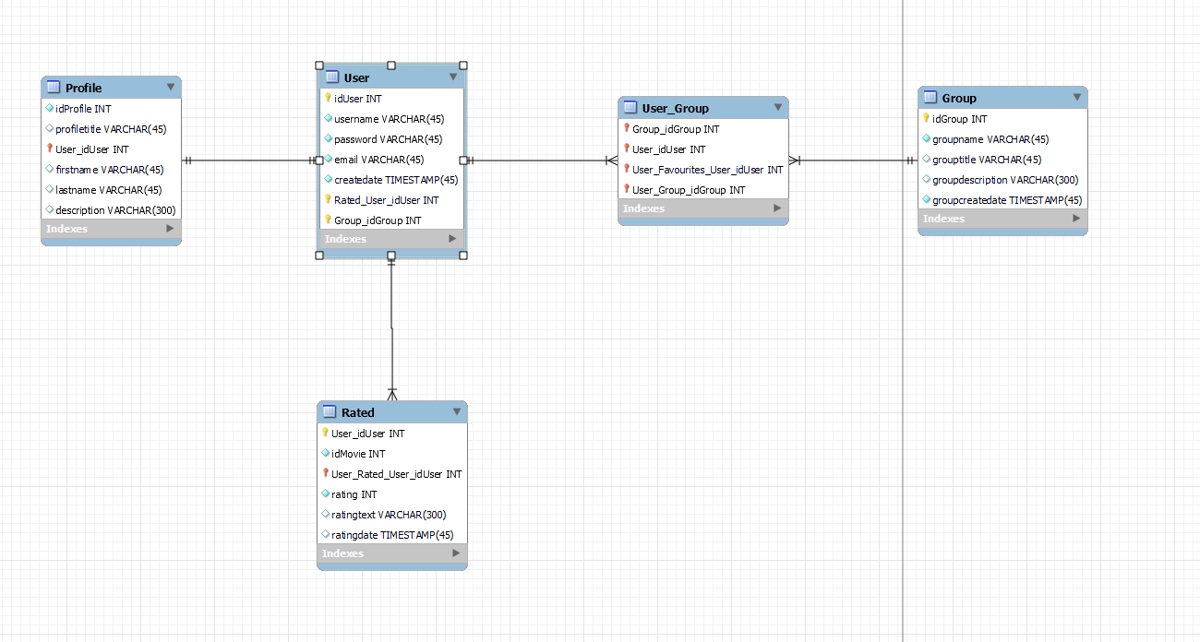 Profile
idProfile INT
profiletitle VARCHAR(45)
User_idUser INT
firstname VARCHAR(45)
lastname VARCHAR(45)
description VARCHAR(300)
Indexes
User
idUser INT
username VARCHAR(45)
password VARCHAR(45)
email VARCHAR(45)
createdate TIMESTAMP(45)
Rated_User_idUser INT
Group_idGroup INT
Indexes
User_Group
Group_idGroup INT
User_idUser INT
User_Favourites_User_idUser INT
User_Group_idGroup INT
Indexes
Group
idGroup INT
groupname VARCHAR(45)
grouptitle VARCHAR(45)
groupdescription VARCHAR(300)
groupcreatedate TIMESTAMP(45)
Indexes
Rated
User_idUser INT
idMovie INT
User_Rated_User_idUser INT
rating INT
ratingtext VARCHAR(300)
ratingdate TIMESTAMP(45)
Indexes